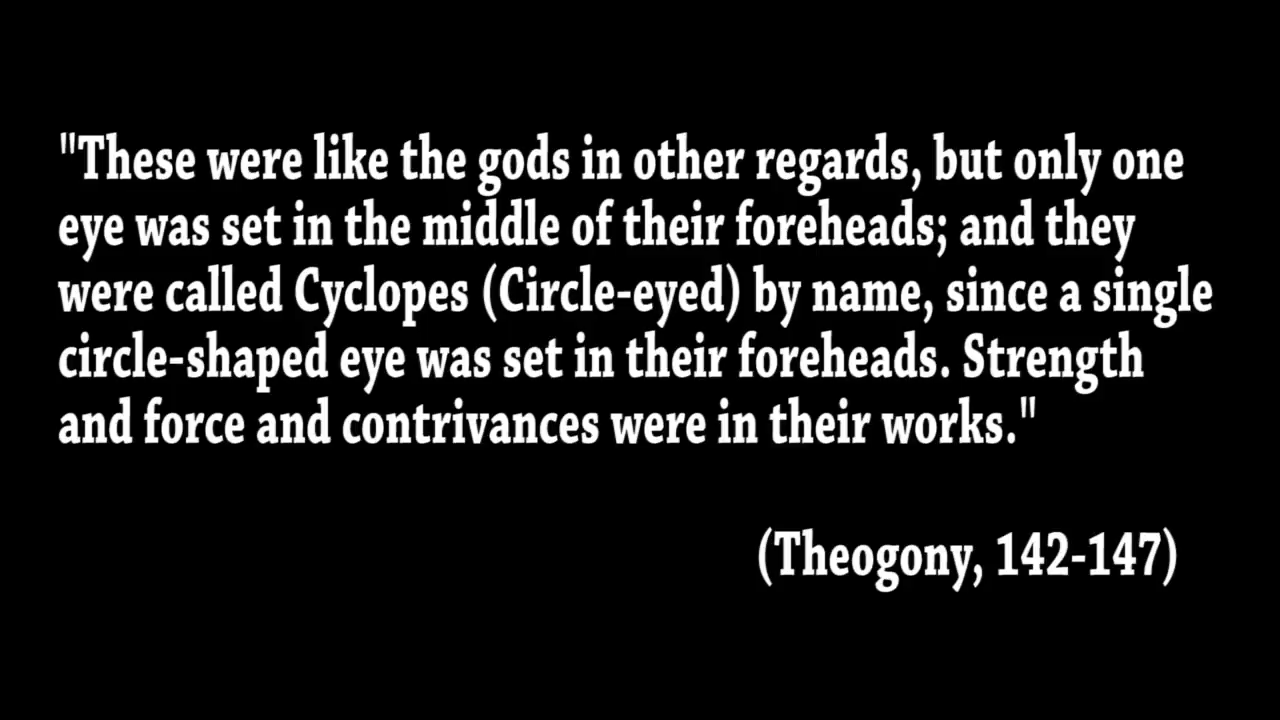 "These were like the gods in other regards, but only one
eye was set in the middle of their foreheads; and they
were called Cyclopes (Circle-eyed) by name, since a single
circle-shaped eye was set in their foreheads. Strength
and force and contrivances were in their works."
(Theogony, 142-147)